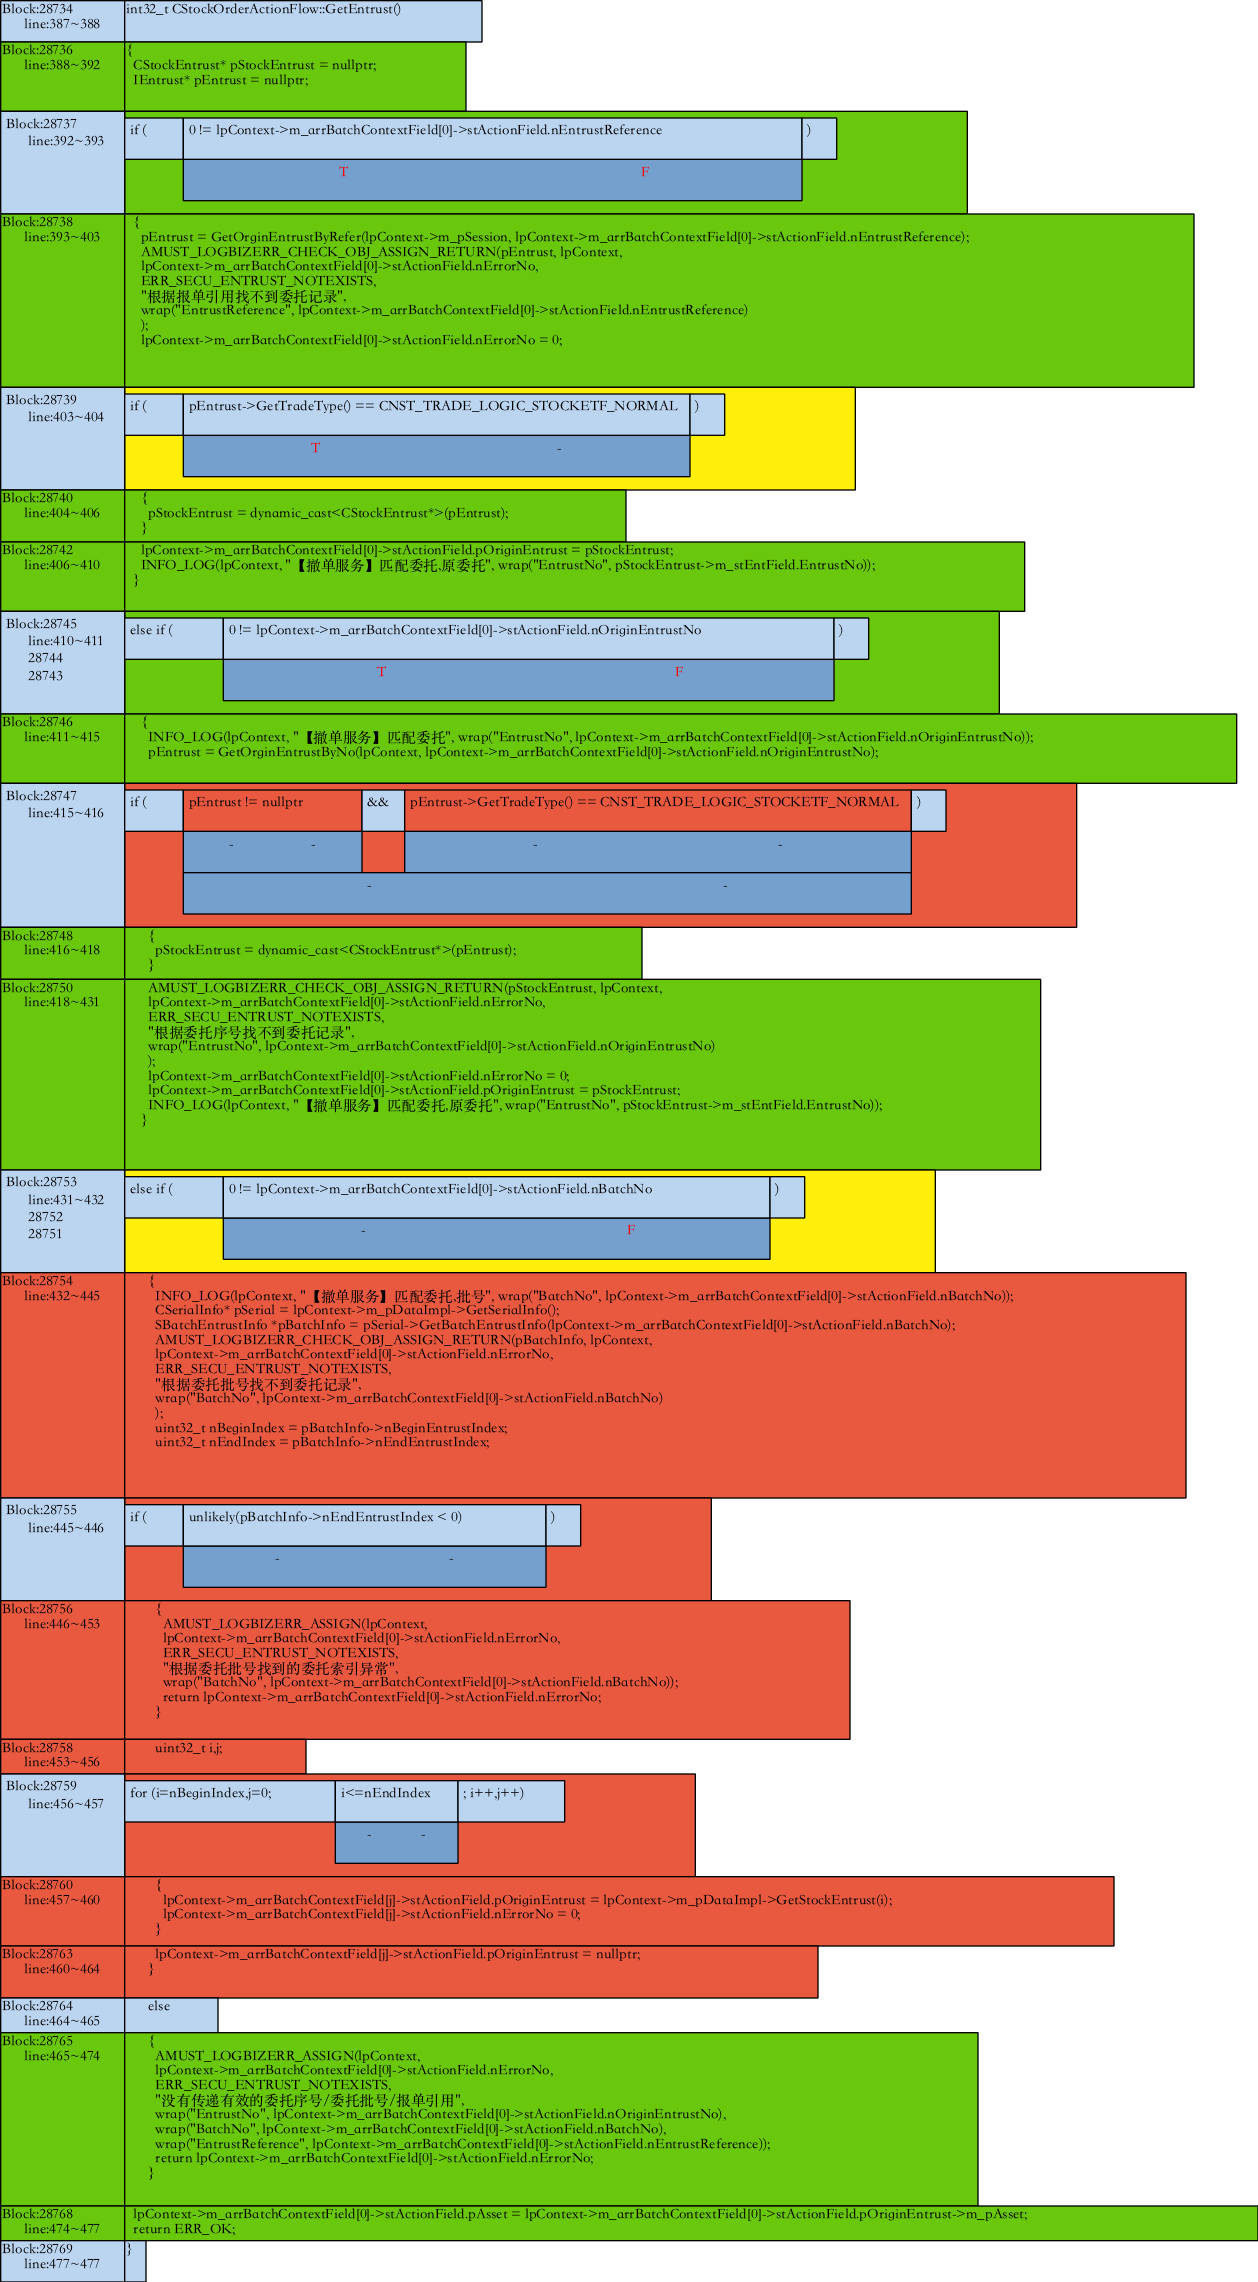 Block:28734
line:387~388
int32_t CStockOrderActionFlow::GetEntrust()
Block:28736
line:388~392
{
CStockEntrust* pStockEntrust = nullptr;
IEntrust* pEntrust = nullptr;
Block:28737
line:392~393
if ( 0 != lpContext->m_arrBatchContextField[0]->stActionField.nEntrustReference )
T F
Block:28738
line:393~403
{
pEntrust = GetOrginEntrustByRefer(lpContext->m_pSession, lpContext->m_arrBatchContextField[0]->stActionField.nEntrustReference);
AMUST_LOGBIZERR_CHECK_OBJ_ASSIGN_RETURN(pEntrust, lpContext,
lpContext->m_arrBatchContextField[0]->stActionField.nErrorNo,
ERR_SECU_ENTRUST_NOTEXISTS,
"根据报单引用找不到委托记录",
wrap("EntrustReference", lpContext->m_arrBatchContextField[0]->stActionField.nEntrustReference)
);
lpContext->m_arrBatchContextField[0]->stActionField.nErrorNo = 0;
Block:28739
line:403~404
if ( pEntrust->GetTradeType() == CNST_TRADE_LOGIC_STOCKETF_NORMAL )
T -
Block:28740
line:404~406
{
pStockEntrust = dynamic_cast<CStockEntrust*>(pEntrust);
}
Block:28742
line:406~410
lpContext->m_arrBatchContextField[0]->stActionField.pOriginEntrust = pStockEntrust;
INFO_LOG(lpContext, "【撤单服务】匹配委托,原委托", wrap("EntrustNo", pStockEntrust->m_stEntField.EntrustNo));
}
Block:28745
line:410~411
28744
28743
else if ( 0 != lpContext->m_arrBatchContextField[0]->stActionField.nOriginEntrustNo )
T F
Block:28746
line:411~415
{
INFO_LOG(lpContext, "【撤单服务】匹配委托", wrap("EntrustNo", lpContext->m_arrBatchContextField[0]->stActionField.nOriginEntrustNo));
pEntrust = GetOrginEntrustByNo(lpContext, lpContext->m_arrBatchContextField[0]->stActionField.nOriginEntrustNo);
Block:28747
line:415~416
if ( pEntrust != nullptr && pEntrust->GetTradeType() == CNST_TRADE_LOGIC_STOCKETF_NORMAL )
- - - -
- -
Block:28748
line:416~418
{
pStockEntrust = dynamic_cast<CStockEntrust*>(pEntrust);
}
Block:28750
line:418~431
AMUST_LOGBIZERR_CHECK_OBJ_ASSIGN_RETURN(pStockEntrust, lpContext,
lpContext->m_arrBatchContextField[0]->stActionField.nErrorNo,
ERR_SECU_ENTRUST_NOTEXISTS,
"根据委托序号找不到委托记录",
wrap("EntrustNo", lpContext->m_arrBatchContextField[0]->stActionField.nOriginEntrustNo)
);
lpContext->m_arrBatchContextField[0]->stActionField.nErrorNo = 0;
lpContext->m_arrBatchContextField[0]->stActionField.pOriginEntrust = pStockEntrust;
INFO_LOG(lpContext, "【撤单服务】匹配委托,原委托", wrap("EntrustNo", pStockEntrust->m_stEntField.EntrustNo));
}
Block:28753
line:431~432
28752
28751
else if ( 0 != lpContext->m_arrBatchContextField[0]->stActionField.nBatchNo )
- F
Block:28754
line:432~445
{
INFO_LOG(lpContext, "【撤单服务】匹配委托,批号", wrap("BatchNo", lpContext->m_arrBatchContextField[0]->stActionField.nBatchNo));
CSerialInfo* pSerial = lpContext->m_pDataImpl->GetSerialInfo();
SBatchEntrustInfo *pBatchInfo = pSerial->GetBatchEntrustInfo(lpContext->m_arrBatchContextField[0]->stActionField.nBatchNo);
AMUST_LOGBIZERR_CHECK_OBJ_ASSIGN_RETURN(pBatchInfo, lpContext,
lpContext->m_arrBatchContextField[0]->stActionField.nErrorNo,
ERR_SECU_ENTRUST_NOTEXISTS,
"根据委托批号找不到委托记录",
wrap("BatchNo", lpContext->m_arrBatchContextField[0]->stActionField.nBatchNo)
);
uint32_t nBeginIndex = pBatchInfo->nBeginEntrustIndex;
uint32_t nEndIndex = pBatchInfo->nEndEntrustIndex;
Block:28755
line:445~446
if ( unlikely(pBatchInfo->nEndEntrustIndex < 0) )
- -
Block:28756
line:446~453
{
AMUST_LOGBIZERR_ASSIGN(lpContext,
lpContext->m_arrBatchContextField[0]->stActionField.nErrorNo,
ERR_SECU_ENTRUST_NOTEXISTS,
"根据委托批号找到的委托索引异常",
wrap("BatchNo", lpContext->m_arrBatchContextField[0]->stActionField.nBatchNo));
return lpContext->m_arrBatchContextField[0]->stActionField.nErrorNo;
}
Block:28758
line:453~456
uint32_t i,j;
Block:28759
line:456~457
for (i=nBeginIndex,j=0; i<=nEndIndex ; i++,j++)
- -
Block:28760
line:457~460
{
lpContext->m_arrBatchContextField[j]->stActionField.pOriginEntrust = lpContext->m_pDataImpl->GetStockEntrust(i);
lpContext->m_arrBatchContextField[j]->stActionField.nErrorNo = 0;
}
Block:28763
line:460~464
lpContext->m_arrBatchContextField[j]->stActionField.pOriginEntrust = nullptr;
}
Block:28764
line:464~465
else
Block:28765
line:465~474
{
AMUST_LOGBIZERR_ASSIGN(lpContext,
lpContext->m_arrBatchContextField[0]->stActionField.nErrorNo,
ERR_SECU_ENTRUST_NOTEXISTS,
"没有传递有效的委托序号/委托批号/报单引用",
wrap("EntrustNo", lpContext->m_arrBatchContextField[0]->stActionField.nOriginEntrustNo),
wrap("BatchNo", lpContext->m_arrBatchContextField[0]->stActionField.nBatchNo),
wrap("EntrustReference", lpContext->m_arrBatchContextField[0]->stActionField.nEntrustReference));
return lpContext->m_arrBatchContextField[0]->stActionField.nErrorNo;
}
Block:28768
line:474~477
lpContext->m_arrBatchContextField[0]->stActionField.pAsset = lpContext->m_arrBatchContextField[0]->stActionField.pOriginEntrust->m_pAsset;
return ERR_OK;
Block:28769
line:477~477
}